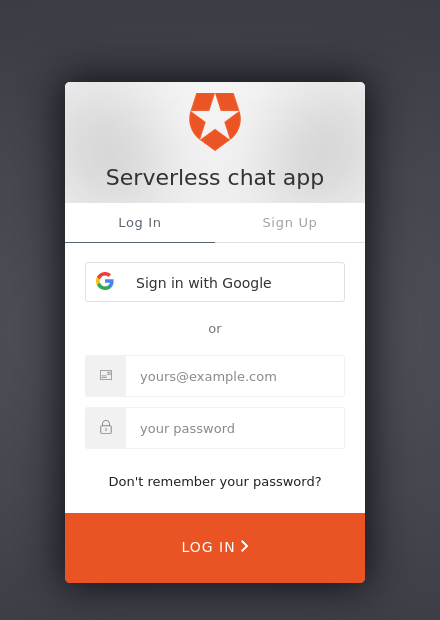 Serverless chat app
Log In Sign Up
Sign in with Google
or
yours@example.com
your password
Don't remember your password?
LOG IN